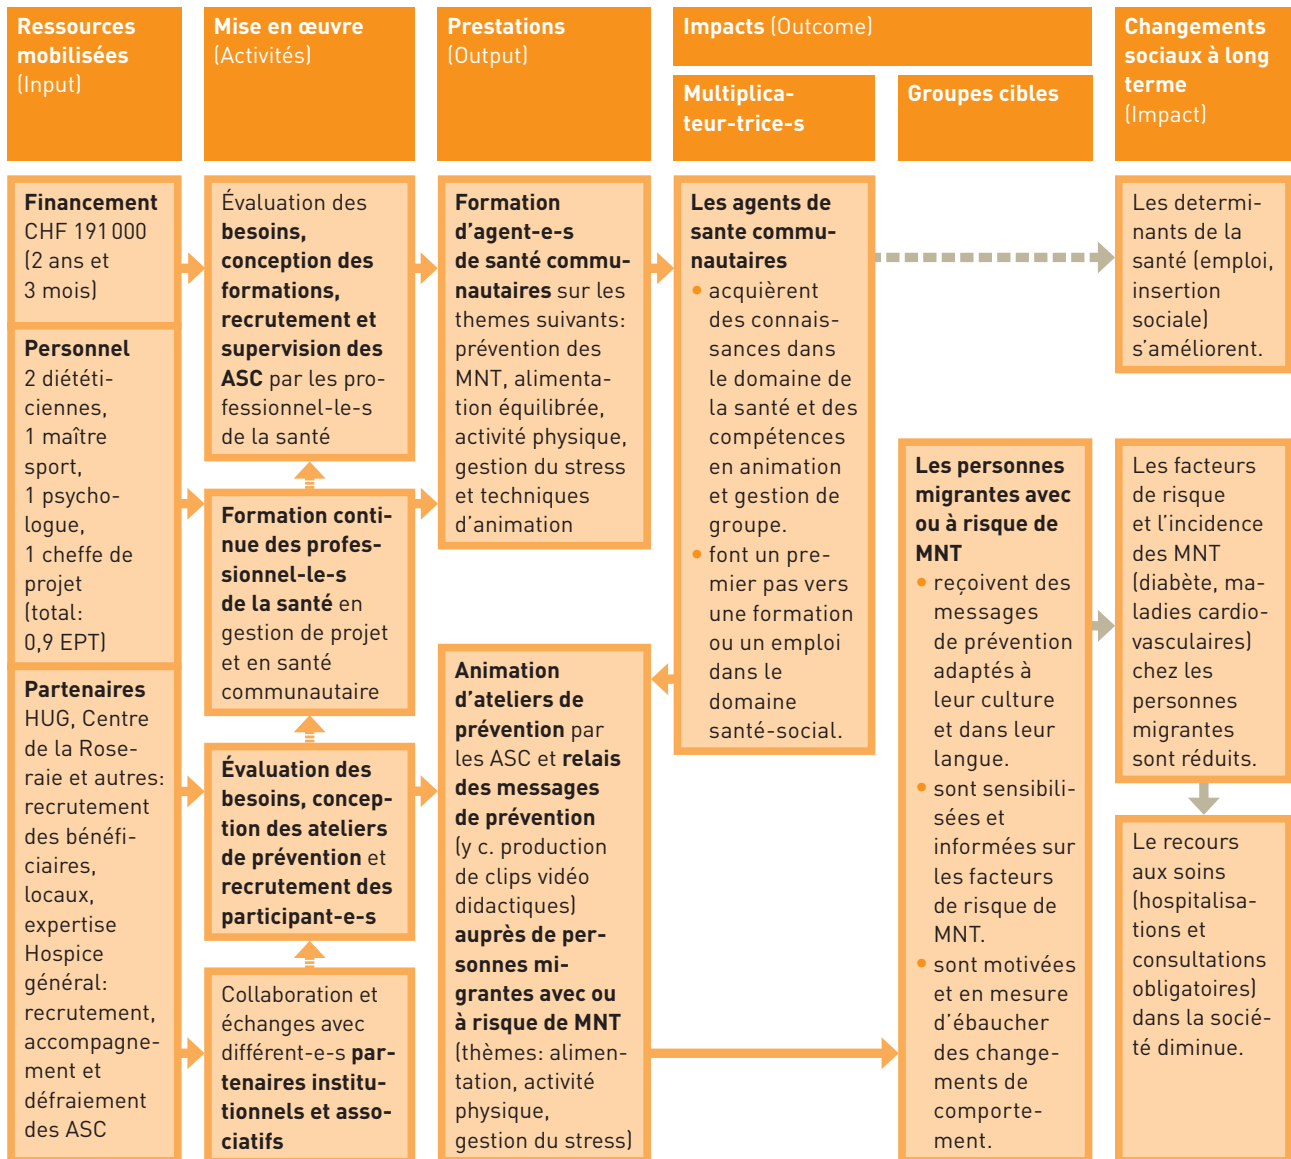 Ressources
mobilisées
(Input)
Mise en œuvre
(Activités)
Prestations
(Output)
Impacts (Outcome)
Multiplica-
teur-trice-s
Groupes cibles
Changements
sociaux à long
terme
(Impact)
Financement
CHF 191 000
(2 ans et
3 mois)
Personnel
2 diététi-
ciennes,
1 maître
sport,
1 psycho-
logue,
1 cheffe de
projet
(total:
0,9 EPT)
Partenaires
HUG, Centre
de la Rose-
raie et autres:
recrutement
des bénéfi-
ciaires,
locaux,
expertise
Hospice
général:
recrutement,
accompagne-
ment et
défraiement
des ASC
Évaluation des
besoins,
conception des
formations,
recrutement et
supervision des
ASC par les pro-
fessionnel-le-s
de la santé
Formation conti-
nue des profes-
sionnel-le-s
de la santé en
gestion de projet
et en santé
communautaire
Évaluation des
besoins, concep-
tion des ateliers
de prévention et
recrutement des
participant-e-s
Collaboration et
échanges avec
différent-e-s par-
tenaires institu-
tionnels et asso-
ciatifs
Formation
d'agent-e-s
de santé commu-
nautaires sur les
themes suivants:
prévention des
MNT, alimenta-
tion équilibrée,
activité physique,
gestion du stress
et techniques
d'animation
Animation
d'ateliers de
prévention par
les ASC et relais
des messages
de prévention
(y c. production
de clips vidéo
didactiques)
auprès de per-
sonnes mi-
grantes avec ou
à risque de MNT
(thèmes: alimen-
tation, activité
physique,
gestion du stress)
Les agents de
sante commu-
nautaires
• acquièrent
des connais-
sances dans
le domaine de
la santé et des
compétences
en animation
et gestion de
groupe.
• font un pre-
mier pas vers
une formation
ou un emploi
dans le
domaine
santé-social.
Les personnes
migrantes avec
ou à risque de
MNT
• reçoivent des
messages
de prévention
adaptés à
leur culture
et dans leur
langue.
• sont sensibili-
sées et
informées sur
les facteurs
de risque de
MNT.
• sont motivées
et en mesure
d'ébaucher
des change-
ments de
comporte-
ment.
Les determi-
nants de la
santé (emploi,
insertion
sociale)
s'améliorent.
Les facteurs
de risque
et l'incidence
des MNT
(diabète, ma-
ladies cardio-
vasculaires)
chez les
personnes
migrantes
sont réduits.
Le recours
aux soins
(hospitalisa-
tions et
consultations
obligatoires)
dans la socié-
té diminue.